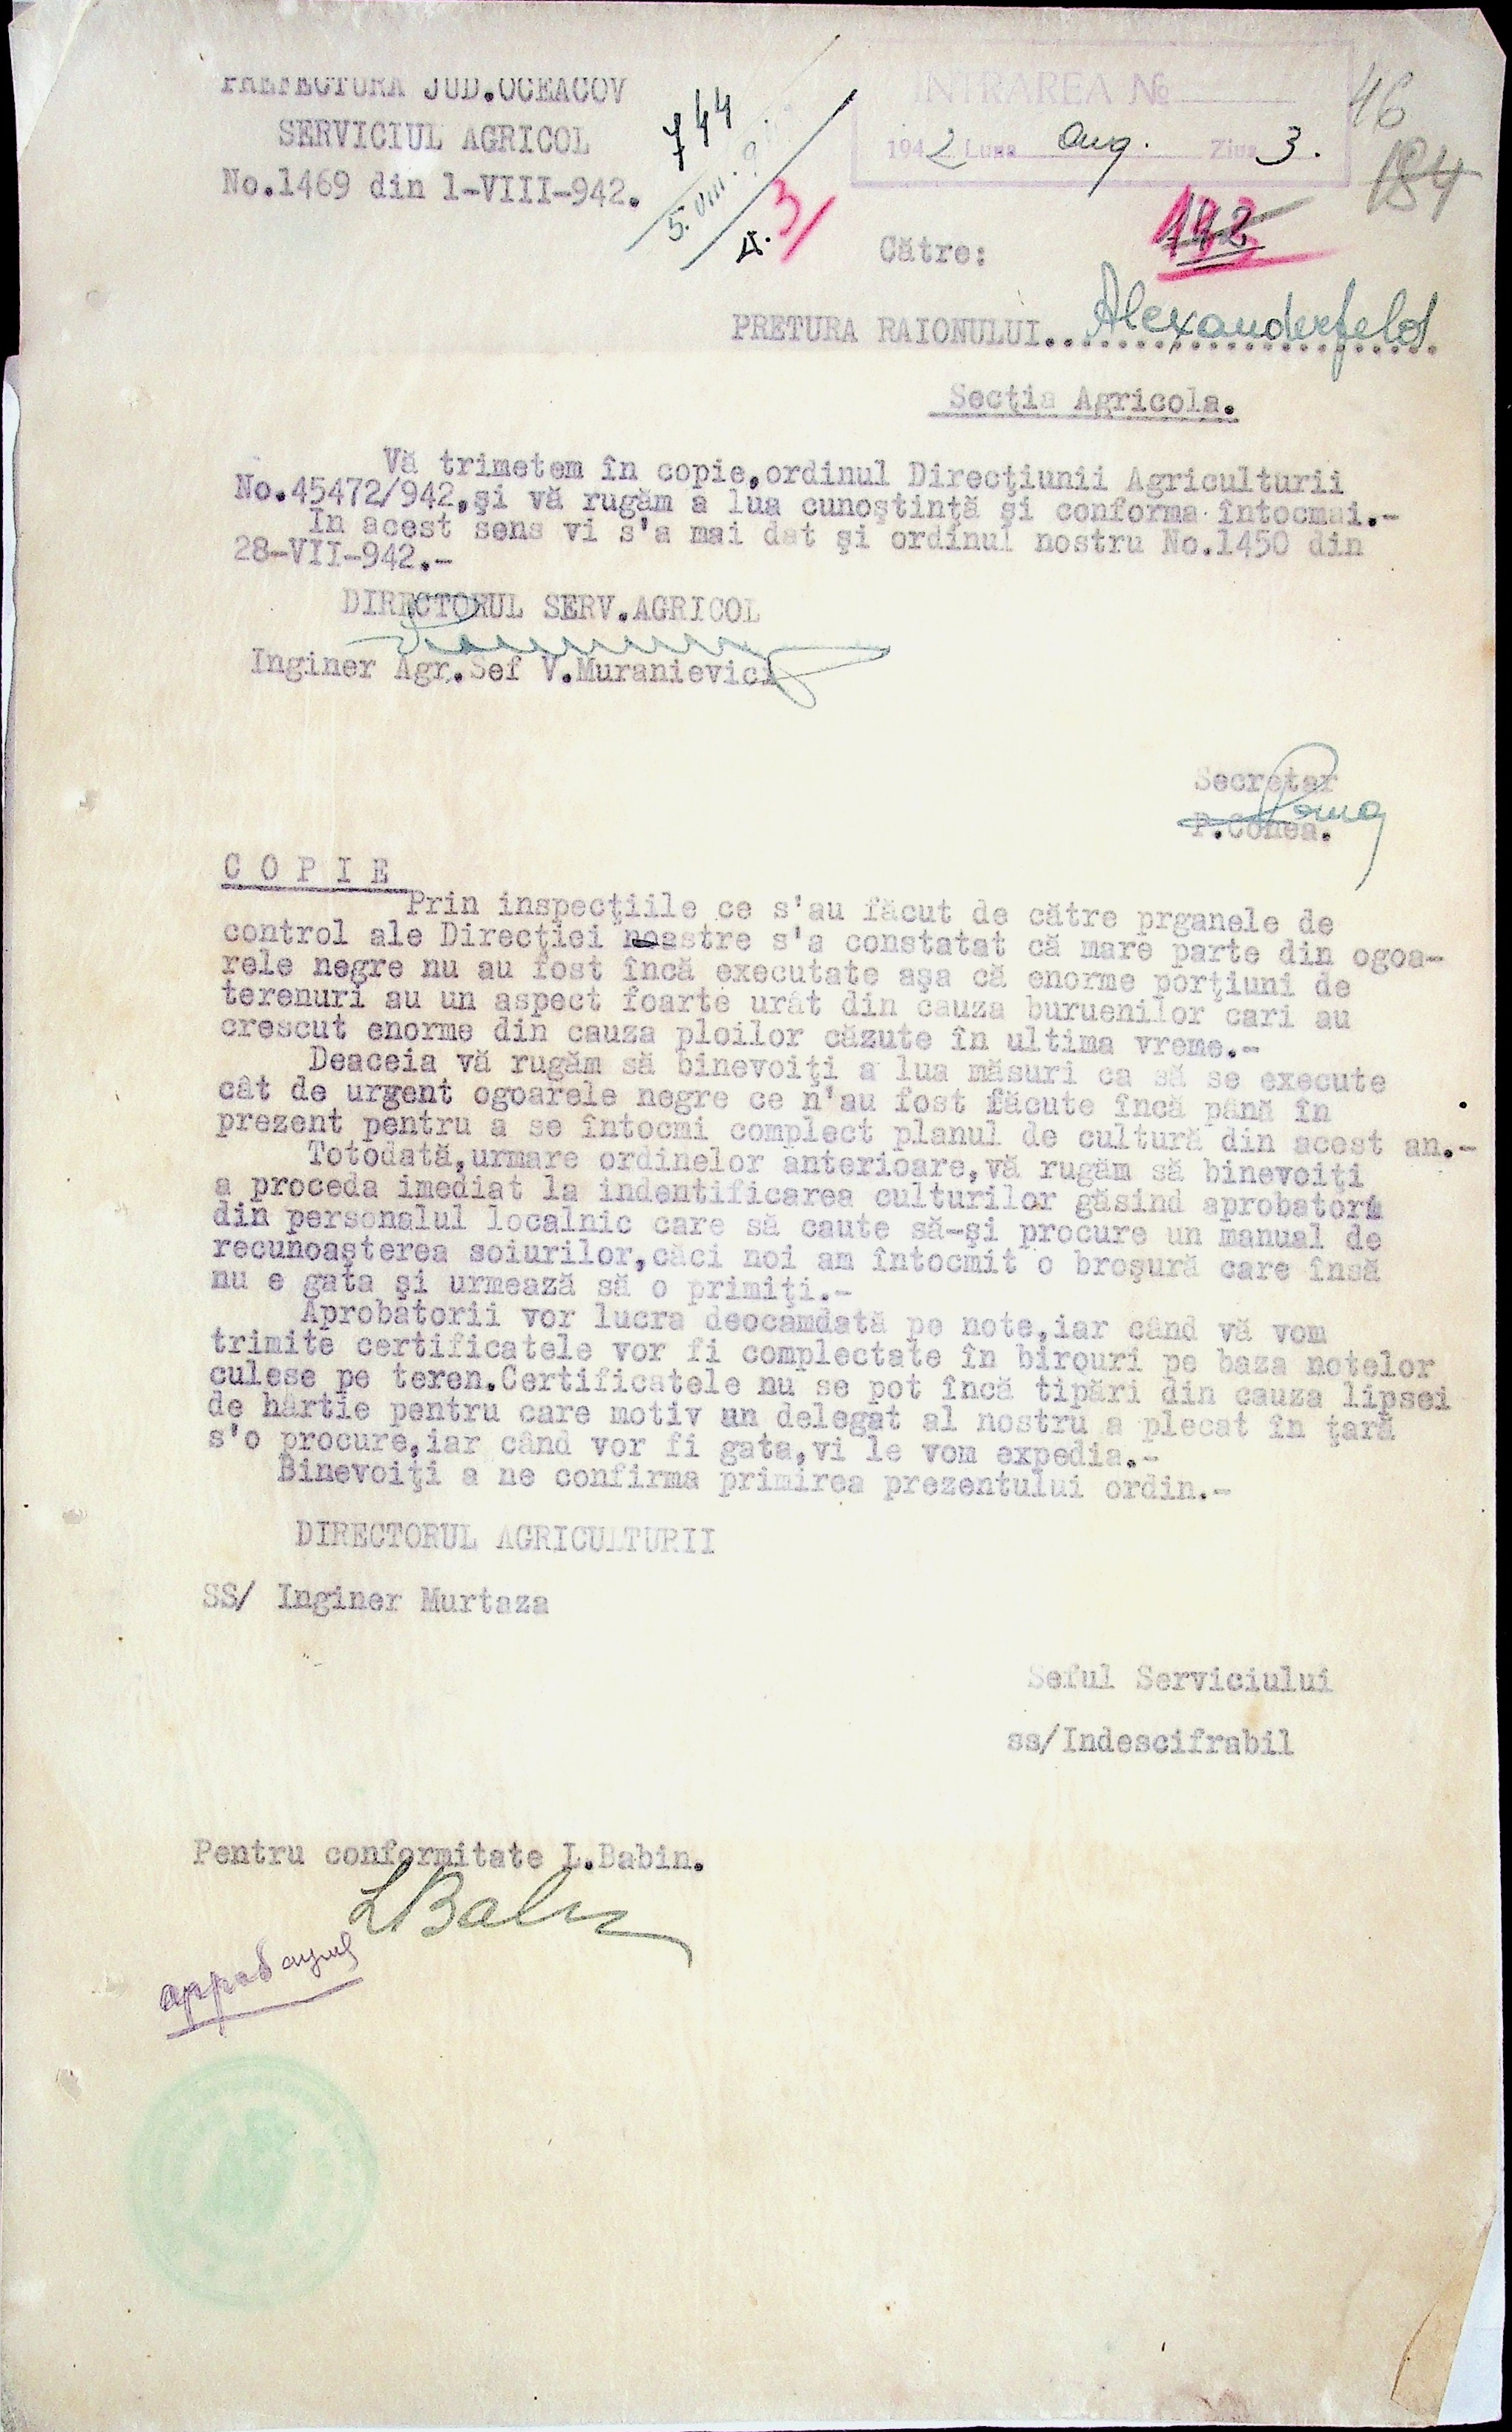 PREFECTURA JUD.OCEACOV
SERVICIUL AGRICOL
No.1469 din 1-VIII-942.
744
5.VIII.
3
INTRAREA №
1942 Luna Aug. Ziua 3.
46
184
142
Către:
PRETURA RAIONULUI..Alexanderfeld
Secţia Agricola.
Vă trimetem în copie,ordinul Direcţiunii Agriculturii
No.45472/942,şi vă rugăm a lua cunoştinţă şi conforma întocmai.-
In acest sens vi s'a mai dat şi ordinul nostru No.1450 din
28-VII-942.-
DIRECTORUL SERV.AGRICOL
Inginer Agr.Sef V.Muranievici
Secretar
P.Conea.
C O P I E
Prin inspecţiile ce s'au făcut de către prganele de
control ale Direcţiei noastre s'a constatat că mare parte din ogoa-
rele negre nu au fost încă executate aşa că enorme porţiuni de
terenuri au un aspect foarte urât din cauza buruenilor cari au
crescut enorme din cauza ploilor căzute în ultima vreme.-
Deaceia vă rugăm să binevoiţi a lua măsuri ca să se execute
cât de urgent ogoarele negre ce n'au fost făcute încă până în
prezent pentru a se întocmi complect planul de cultură din acest an.-
Totodată,urmare ordinelor anterioare,vă rugăm să binevoiţi
a proceda imediat la indentificarea culturilor găsind aprobatori
din personalul localnic care să caute să-şi procure un manual de
recunoaşterea soiurilor,căci noi am întocmit o broşură care însă
nu e gata şi urmează să o primiţi.-
Aprobatorii vor lucra deocamdată pe note,iar când vă vom
trimite certificatele vor fi complectate în birouri pe baza notelor
culese pe teren.Certificatele nu se pot încă tipări din cauza lipsei
de hârtie pentru care motiv un delegat al nostru a plecat în ţară
s'o procure,iar când vor fi gata,vi le vom expedia.-
Binevoiţi a ne confirma primirea prezentului ordin.-
DIRECTORUL AGRICULTURII
SS/ Inginer Murtaza
Seful Serviciului
ss/Indescifrabil
Pentru conformitate L.Babin.
LBabin